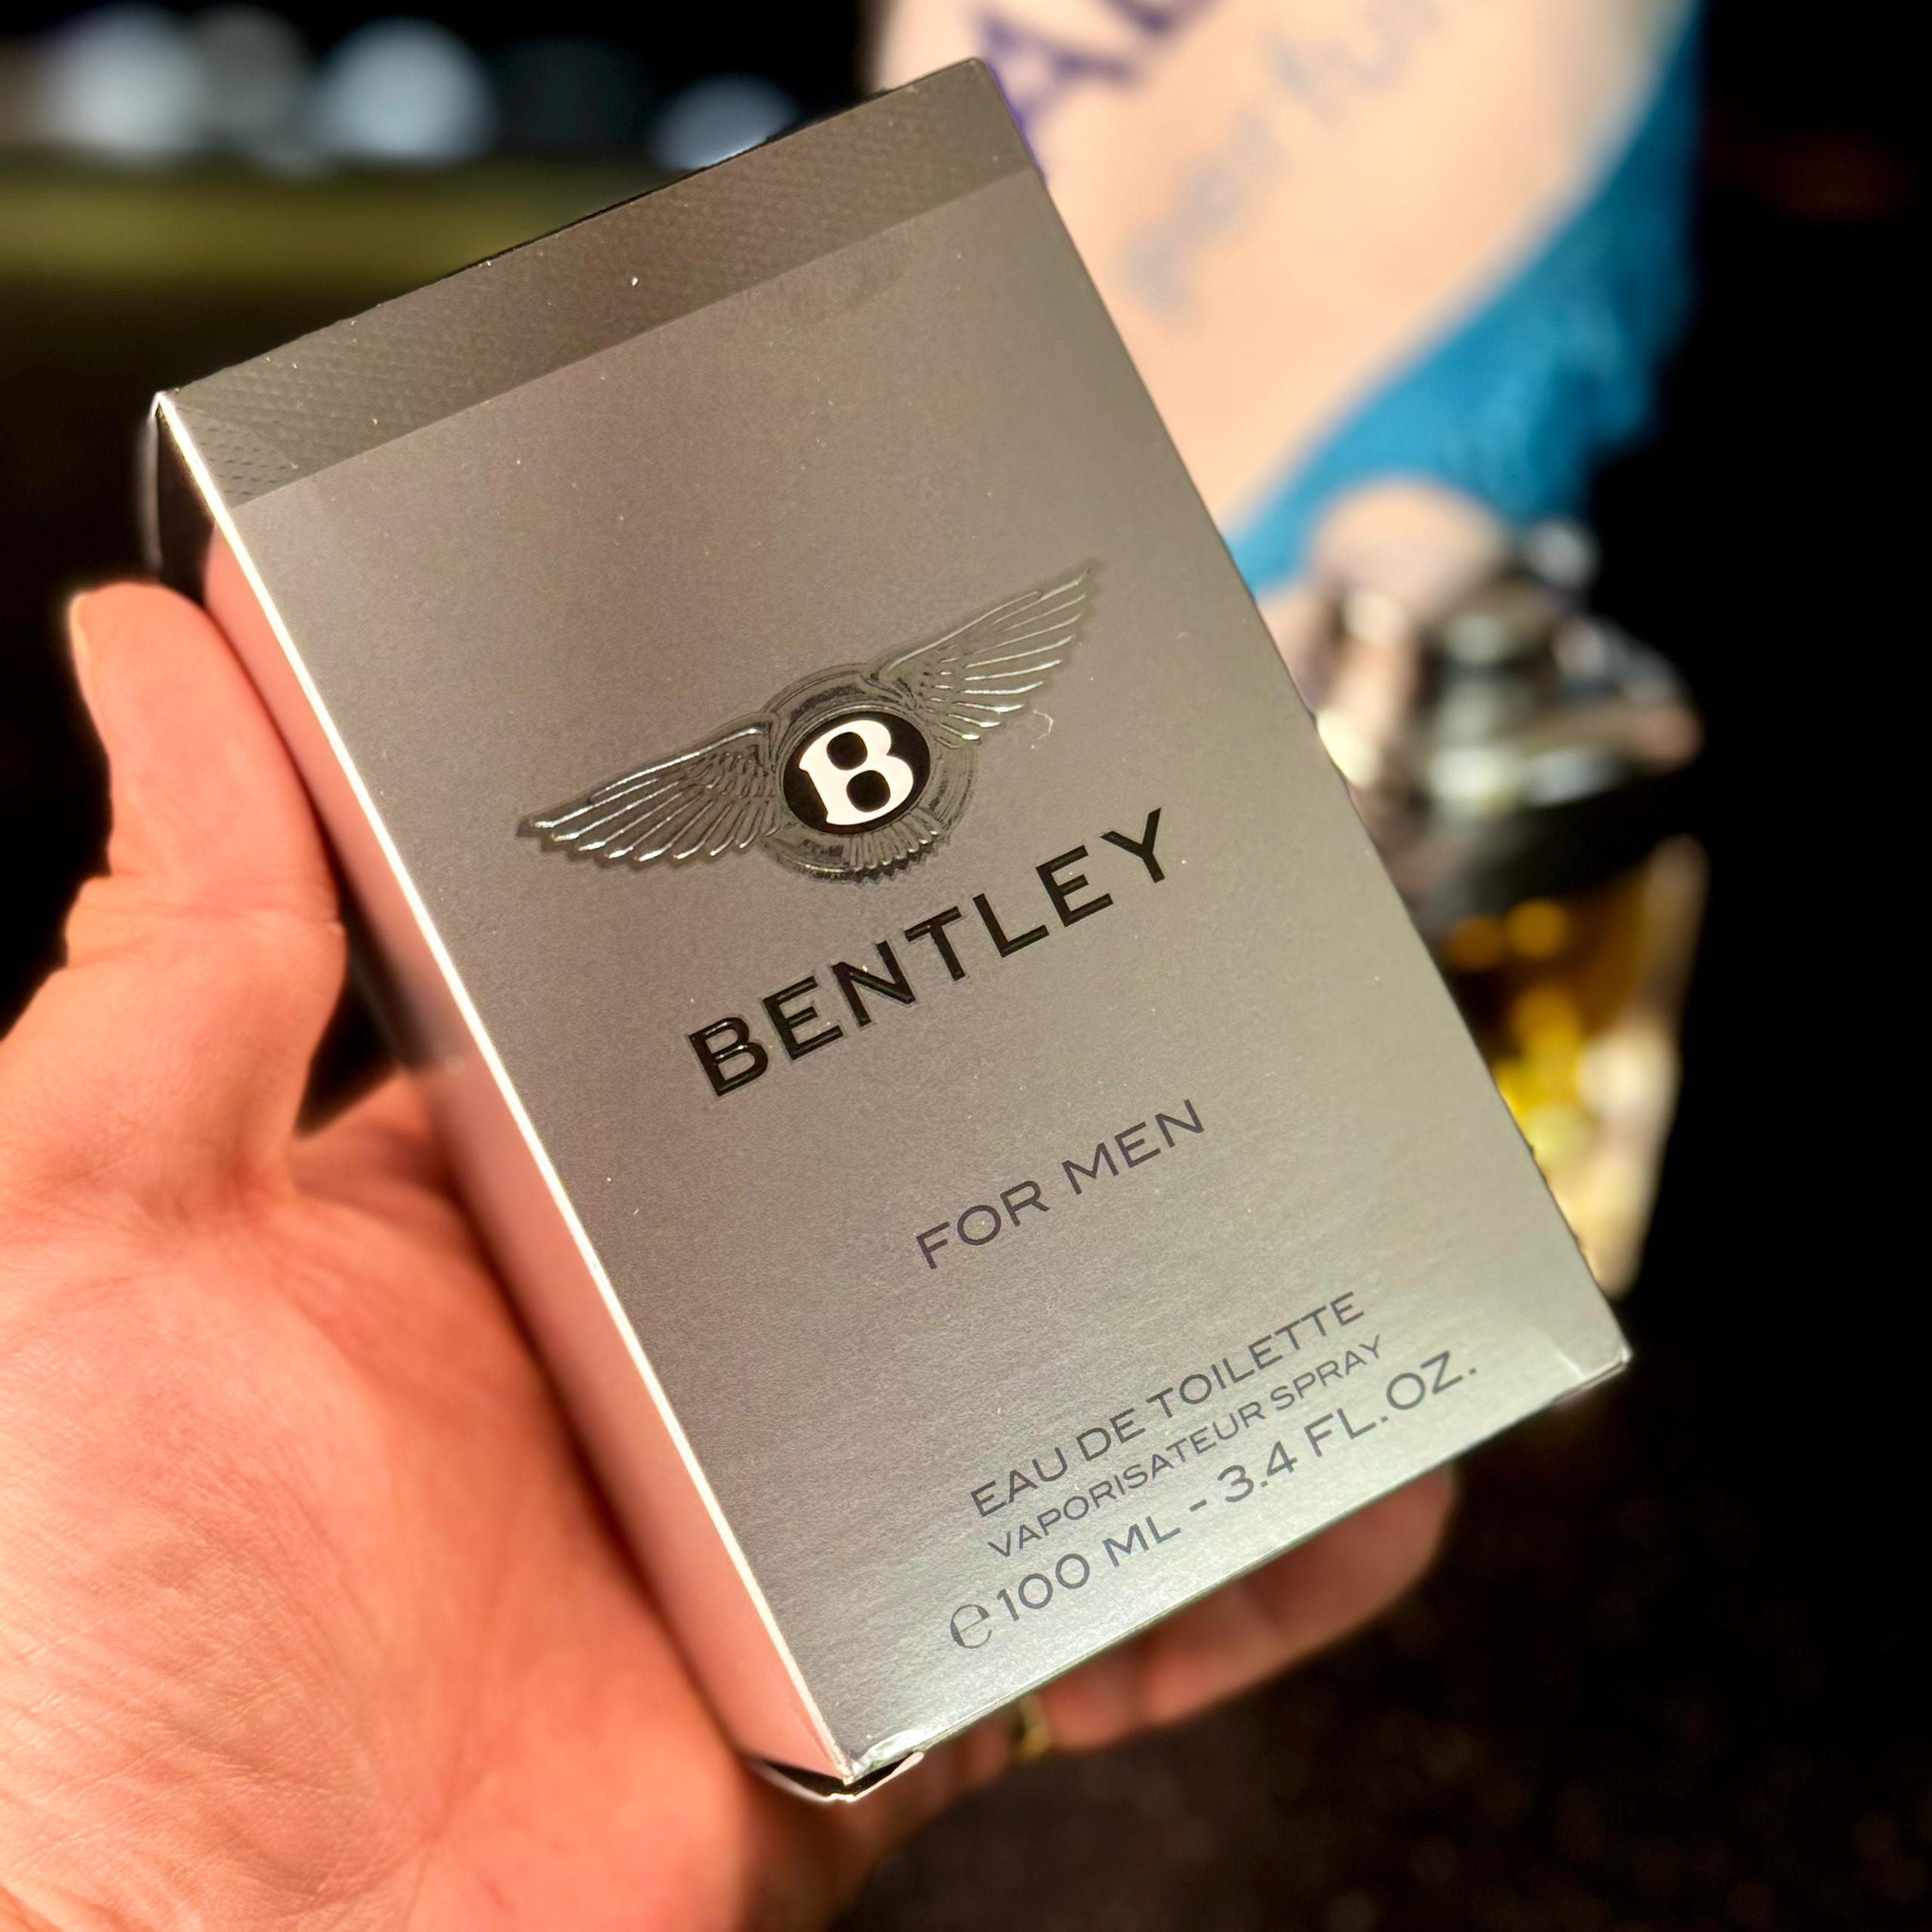 B
BENTLEY
FOR MEN
EAU DE TOILETTE
VAPORISATEUR SPRAY
℮ 100 ML - 3.4 FL.OZ.